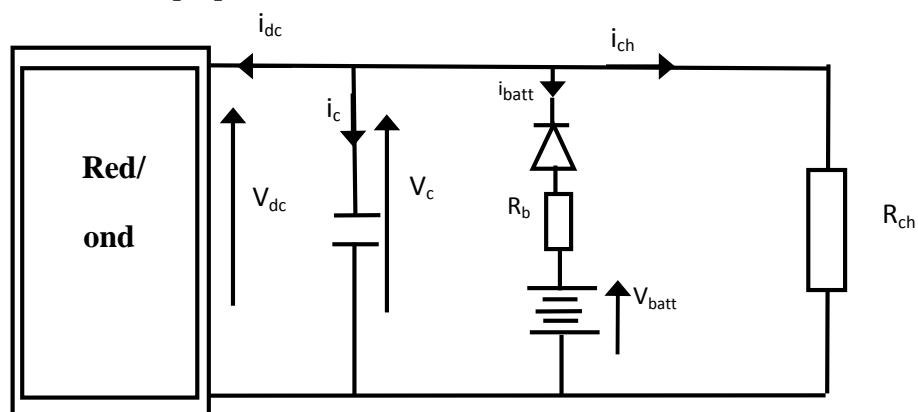 i_dc
i_ch
i_batt
i_c
Red/
ond
V_dc
V_c
R_b
R_ch
V_batt